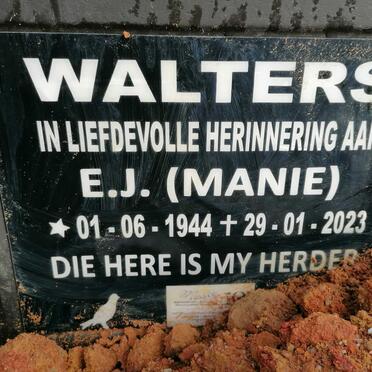 WALTERS
IN LIEFDEVOLLE HERINNERING AAN
E.J. (MANIE)
★ 01 - 06 - 1944 ✝ 29 - 01 - 2023
DIE HERE IS MY HERDER